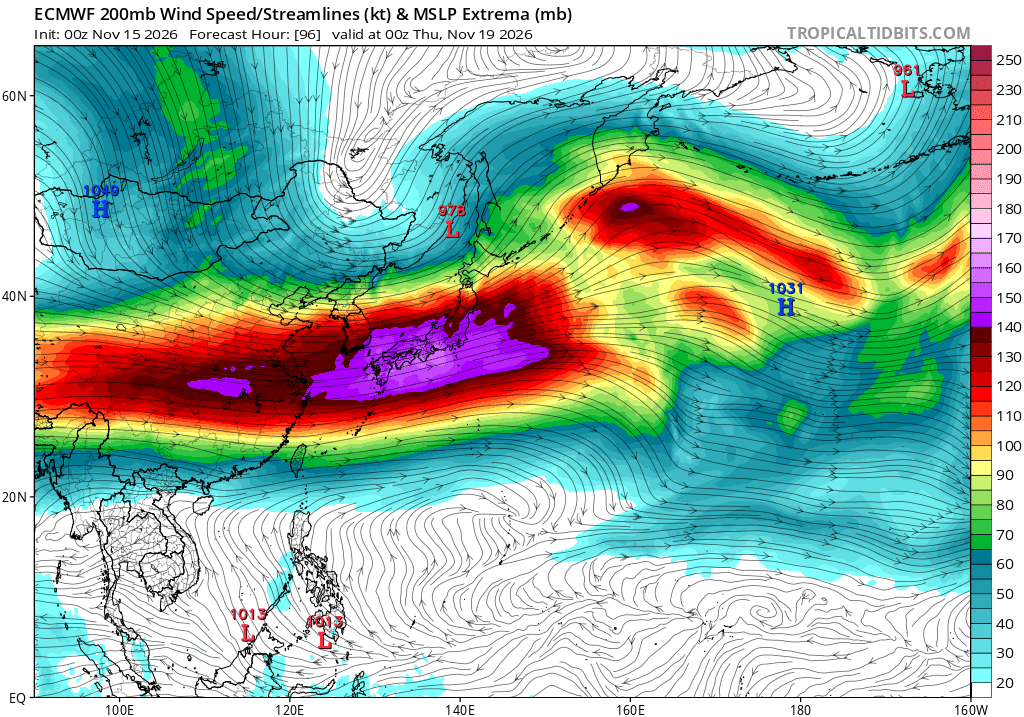 ECMWF 200mb Wind Speed/Streamlines (kt) & MSLP Extrema (mb)
Init: 00z Nov 15 2026 Forecast Hour: [96] valid at 00z Thu, Nov 19 2026
TROPICALTIDBITS.COM
961
L
60N
1049
H
978
L
40N
1031
H
20N
1013
L
1013
L
EQ
100E 120E 140E 160E 180 160W
250
230
220
210
200
190
180
170
160
150
140
130
120
110
100
90
80
70
60
50
40
30
20